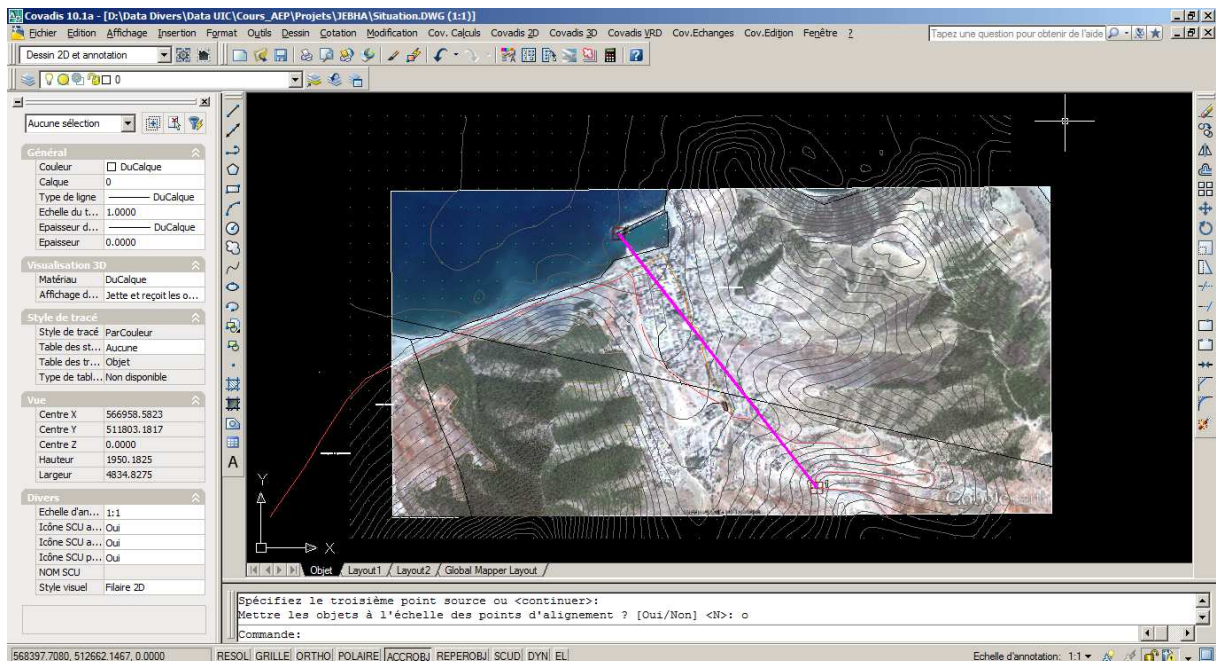 Covadis 10.1a - [D:\Data Divers\Data UIC\Cours_AEP\Projets\JEBHA\Situation.DWG (1:1)]
Fichier Edition Affichage Insertion Format Outils Dessin Cotation Modification Cov. Calculs Covadis 2D Covadis 3D Covadis VRD Cov.Echanges Cov.Edition Fenêtre ? Tapez une question pour obtenir de l'aide
Dessin 2D et annotation
0
Aucune sélection
Général
Couleur DuCalque
Calque 0
Type de ligne DuCalque
Echelle du t... 1.0000
Epaisseur d... DuCalque
Epaisseur 0.0000
Visualisation 3D
Matériau DuCalque
Affichage d... Jette et reçoit les o...
Style de tracé
Style de tracé ParCouleur
Table des st... Aucune
Table des tr... Objet
Type de tabl... Non disponible
Vue
Centre X 566958.5823
Centre Y 511803.1817
Centre Z 0.0000
Hauteur 1950.1825
Largeur 4834.8275
Divers
Echelle d'an... 1:1
Icône SCU a... Oui
Icône SCU a... Oui
Icône SCU p... Oui
NOM SCU
Style visuel Filaire 2D
A
Y
X
Objet Layout1 Layout2 Global Mapper Layout
Spécifiez le troisième point source ou <continuer>:
Mettre les objets à l'échelle des points d'alignement ? [Oui/Non] <N>: o
Commande:
568397.7080, 512662.1467, 0.0000 RESOL GRILLE ORTHO POLAIRE ACCROBJ REPEROBJ SCUD DYN EL Echelle d'annotation: 1:1